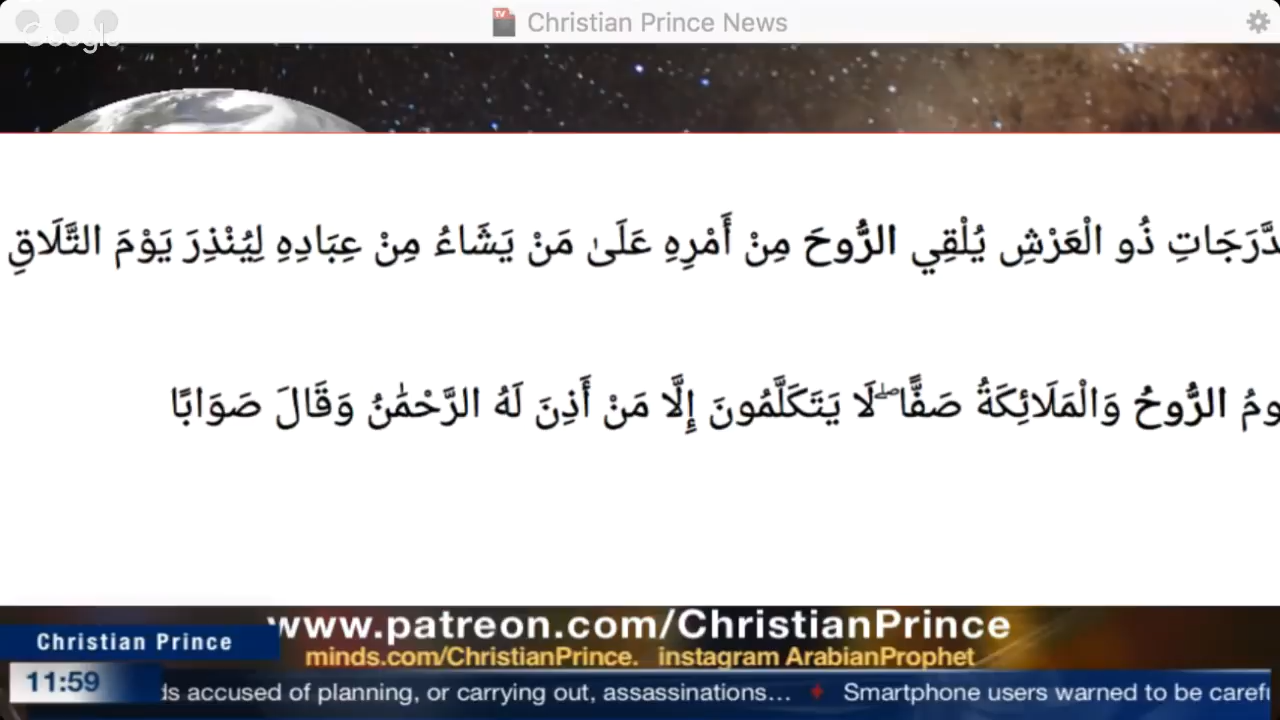 Christian Prince News
Google
دَّرَجَاتِ ذُو الْعَرْشِ يُلْقِي الرُّوحَ مِنْ أَمْرِهِ عَلَىٰ مَنْ يَشَاءُ مِنْ عِبَادِهِ لِيُنْذِرَ يَوْمَ التَّلَاقِ
ومُ الرُّوحُ وَالْمَلَائِكَةُ صَفًّا ۖ لَا يَتَكَلَّمُونَ إِلَّا مَنْ أَذِنَ لَهُ الرَّحْمَٰنُ وَقَالَ صَوَابًا
www.patreon.com/ChristianPrince
Christian Prince
minds.com/ChristianPrince. instagram ArabianProphet
11:59
ds accused of planning, or carrying out, assassinations... ♦ Smartphone users warned to be carefu